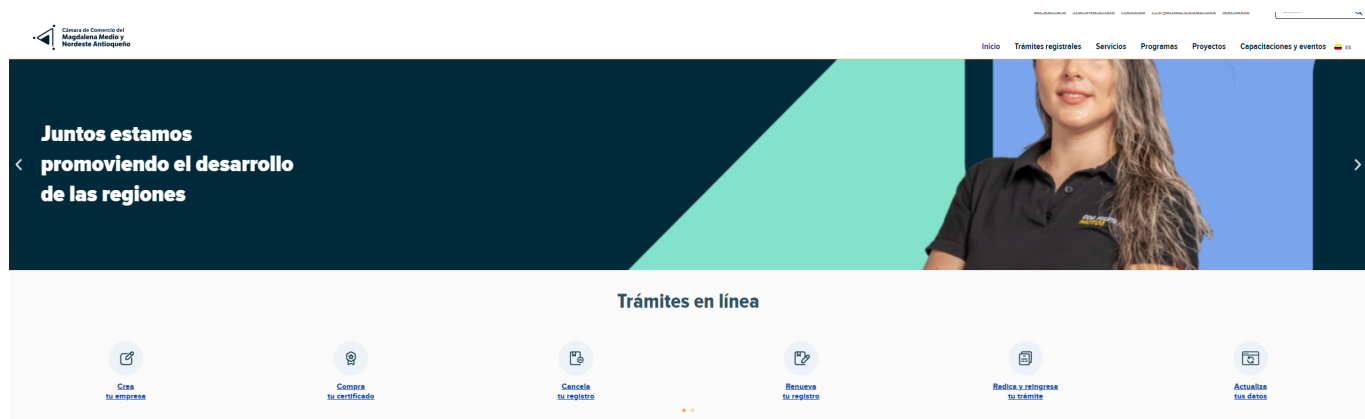 Cámara de Comercio del
Magdalena Medio y
Nordeste Antioqueño
Inicio Trámites registrales Servicios Programas Proyectos Capacitaciones y eventos ES
Juntos estamos
promoviendo el desarrollo
de las regiones
MOTOS
Trámites en línea
Crea
tu empresa
Compra
tu certificado
Cancela
tu registro
Renueva
tu registro
Radica y reingresa
tu trámite
Actualiza
tus datos